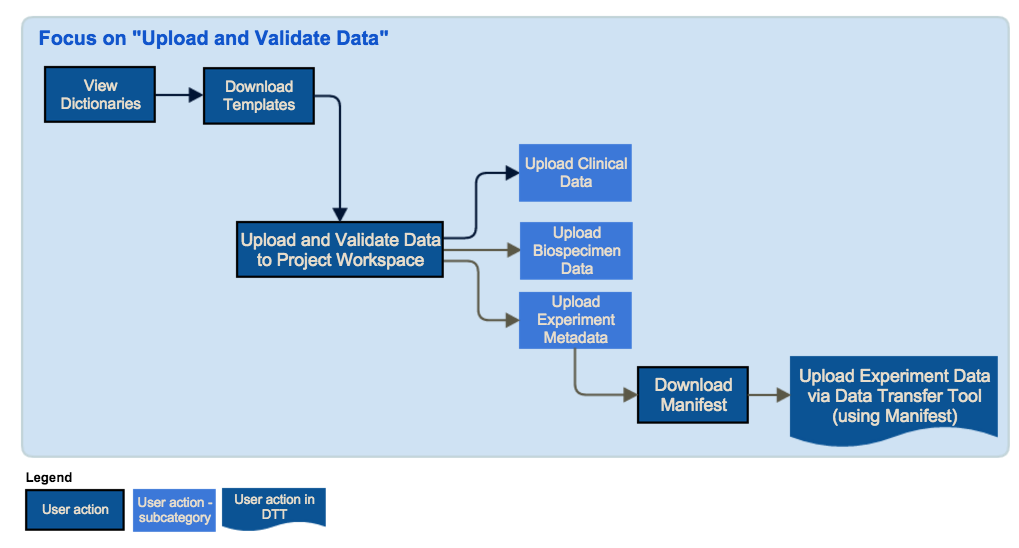 Focus on "Upload and Validate Data"
View
Dictionaries
Download
Templates
Upload Clinical
Data
Upload and Validate Data
to Project Workspace
Upload
Biospecimen
Data
Upload
Experiment
Metadata
Download
Manifest
Upload Experiment Data
via Data Transfer Tool
(using Manifest)
Legend
User action
User action -
subcategory
User action in
DTT